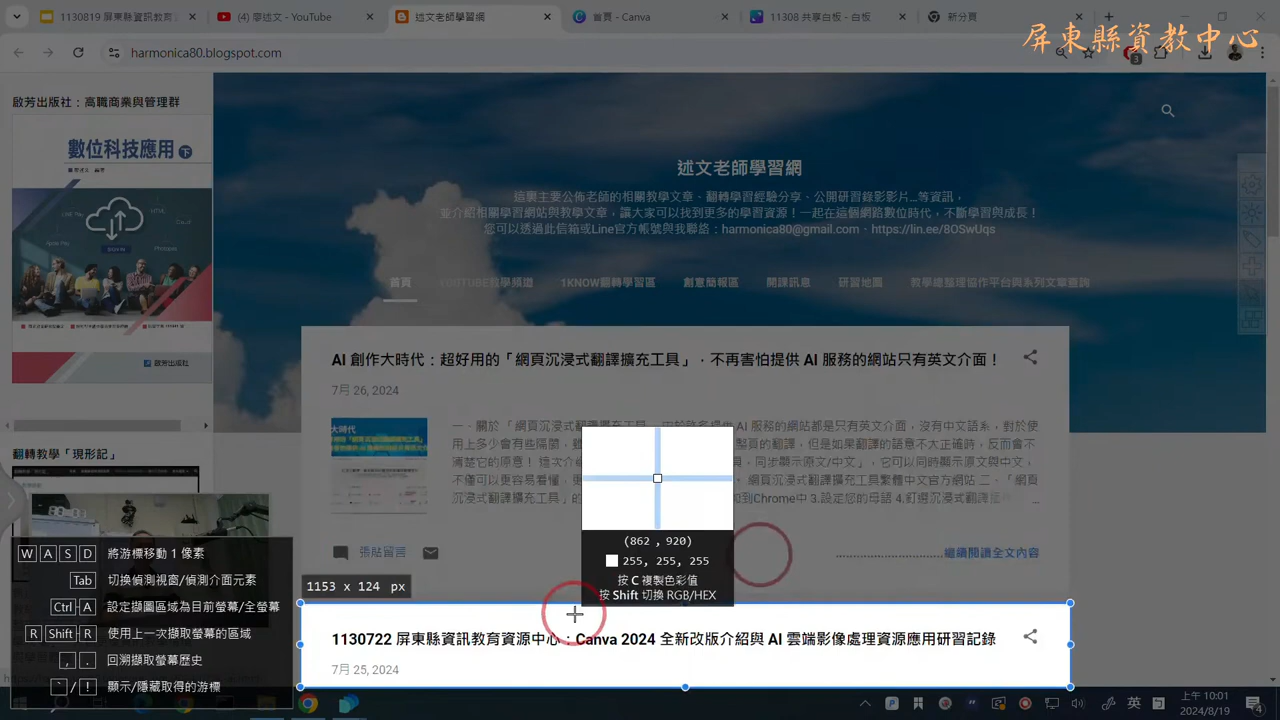 11308019 屏東縣資訊教育
(4) 廖述文 - YouTube
述文老師學習網
首頁 - Canva
11308 共享白板 - 白板
新分頁
屏東縣資教中心
harmonica80.blogspot.com
3
啟芳出版社：高職商業與管理群
數位科技應用 下
啟芳出版社
翻轉教學「現形記」
述文老師學習網
這裏主要公佈老師的相關教學文章、翻轉學習經驗分享、公開研習錄影影片...等資訊，
並介紹相關學習網站與教學文章，讓大家可以找到更多的學習資源！一起在這個網路數位時代，不斷學習與成長！
您可以透過此信箱或Line官方帳號與我聯絡：harmonica80@gmail.com、https://lin.ee/8OSwUqs
首頁
YOUTUBE教學頻道
1KNOW翻轉學習區
創意簡報區
開課訊息
研習地圖
教學總整理協作平台與系列文章查詢
AI 創作大時代：超好用的「網頁沉浸式翻譯擴充工具」，不再害怕提供 AI 服務的網站只有英文介面！
7月 26, 2024
張貼留言
繼續閱讀全文內容
(862 , 920)
255, 255, 255
按 C 複製色彩值
按 Shift 切換 RGB/HEX
1153 x 124 px
1130722 屏東縣資訊教育資源中心：Canva 2024 全新改版介紹與 AI 雲端影像處理資源應用研習記錄
7月 25, 2024
W A S D 將游標移動 1 像素
Tab 切換偵測視窗/偵測介面元素
Ctrl-A 設定擷圖區域為目前螢幕/全螢幕
R Shift-R 使用上一次擷取螢幕的區域
, . 回溯擷取螢幕歷史
` / ! 顯示/隱藏取得的游標
英
上午 10:01
2024/8/19
4